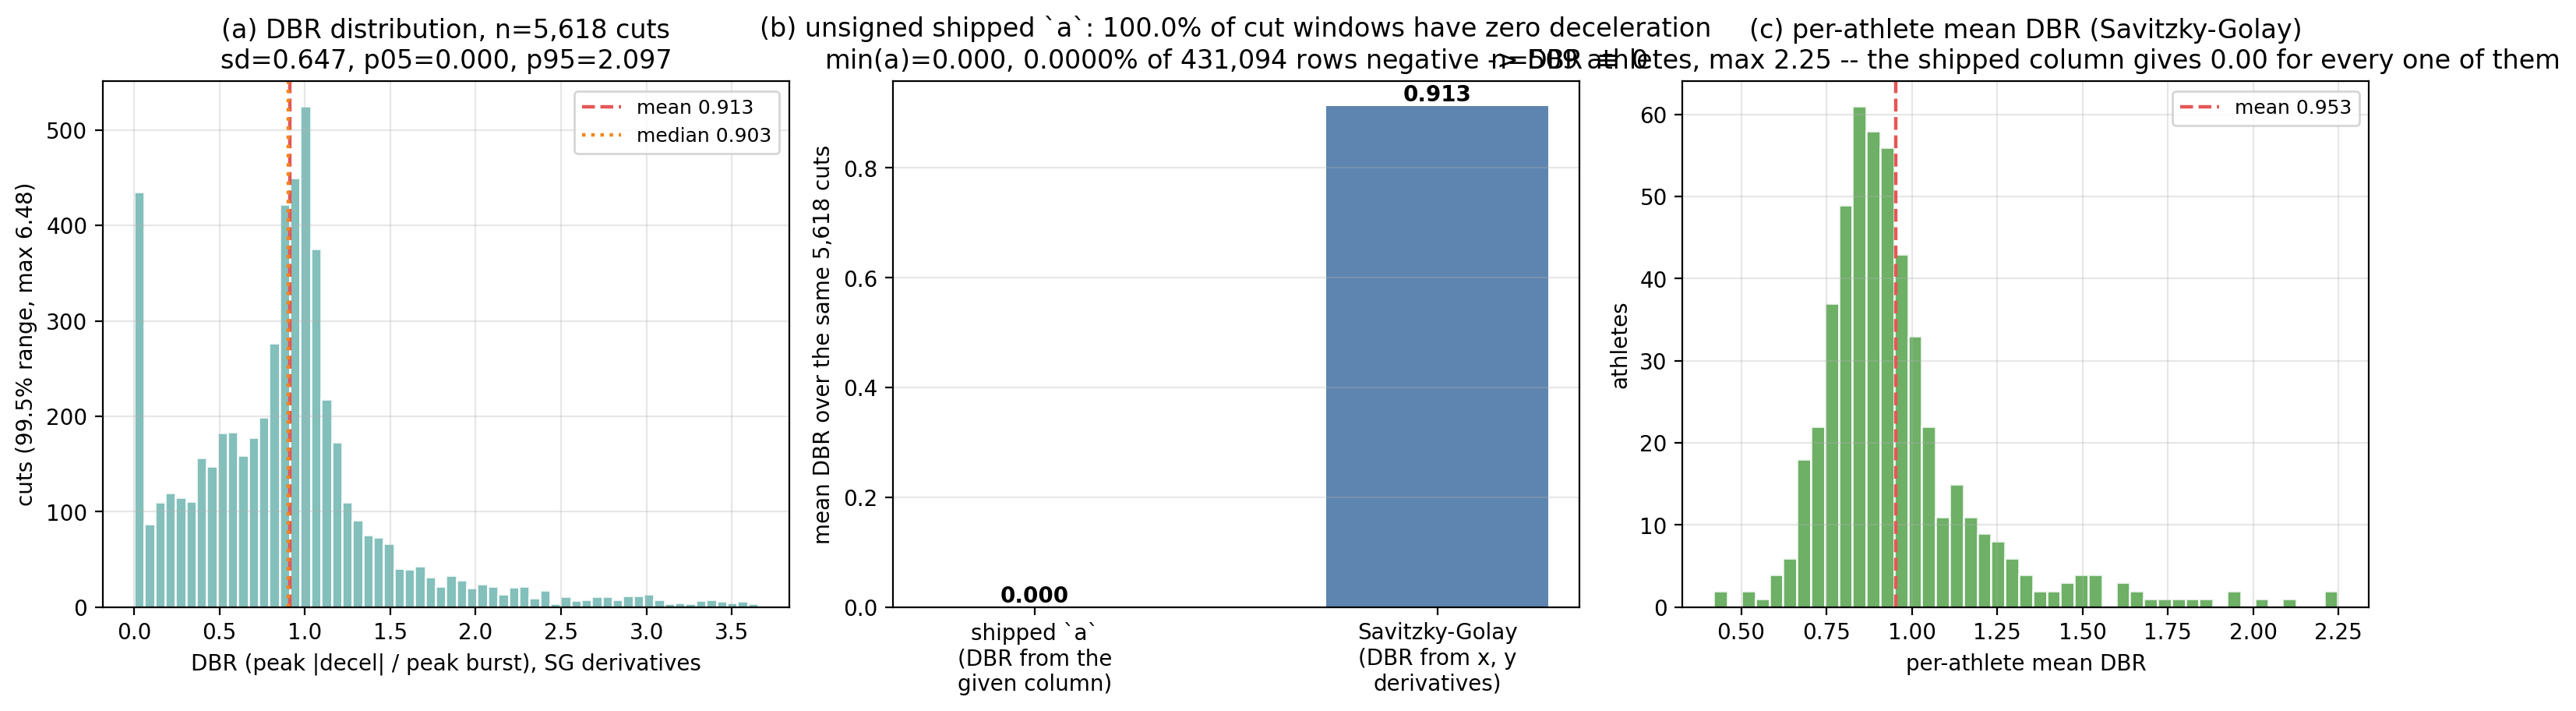 (a) DBR distribution, n=5,618 cuts
sd=0.647, p05=0.000, p95=2.097
mean 0.913
median 0.903
500
400
300
200
100
0
cuts (99.5% range, max 6.48)
0.0 0.5 1.0 1.5 2.0 2.5 3.0 3.5
DBR (peak |decel| / peak burst), SG derivatives
(b) unsigned shipped `a`: 100.0% of cut windows have zero deceleration
min(a)=0.000, 0.0000% of 431,094 rows negative -> DBR ≡ 0
0.913
0.000
0.8
0.6
0.4
0.2
0.0
mean DBR over the same 5,618 cuts
shipped `a`
(DBR from the
given column)
Savitzky-Golay
(DBR from x, y
derivatives)
(c) per-athlete mean DBR (Savitzky-Golay)
n=569 athletes, max 2.25 -- the shipped column gives 0.00 for every one of them
mean 0.953
60
50
40
30
20
10
0
athletes
0.50 0.75 1.00 1.25 1.50 1.75 2.00 2.25
per-athlete mean DBR